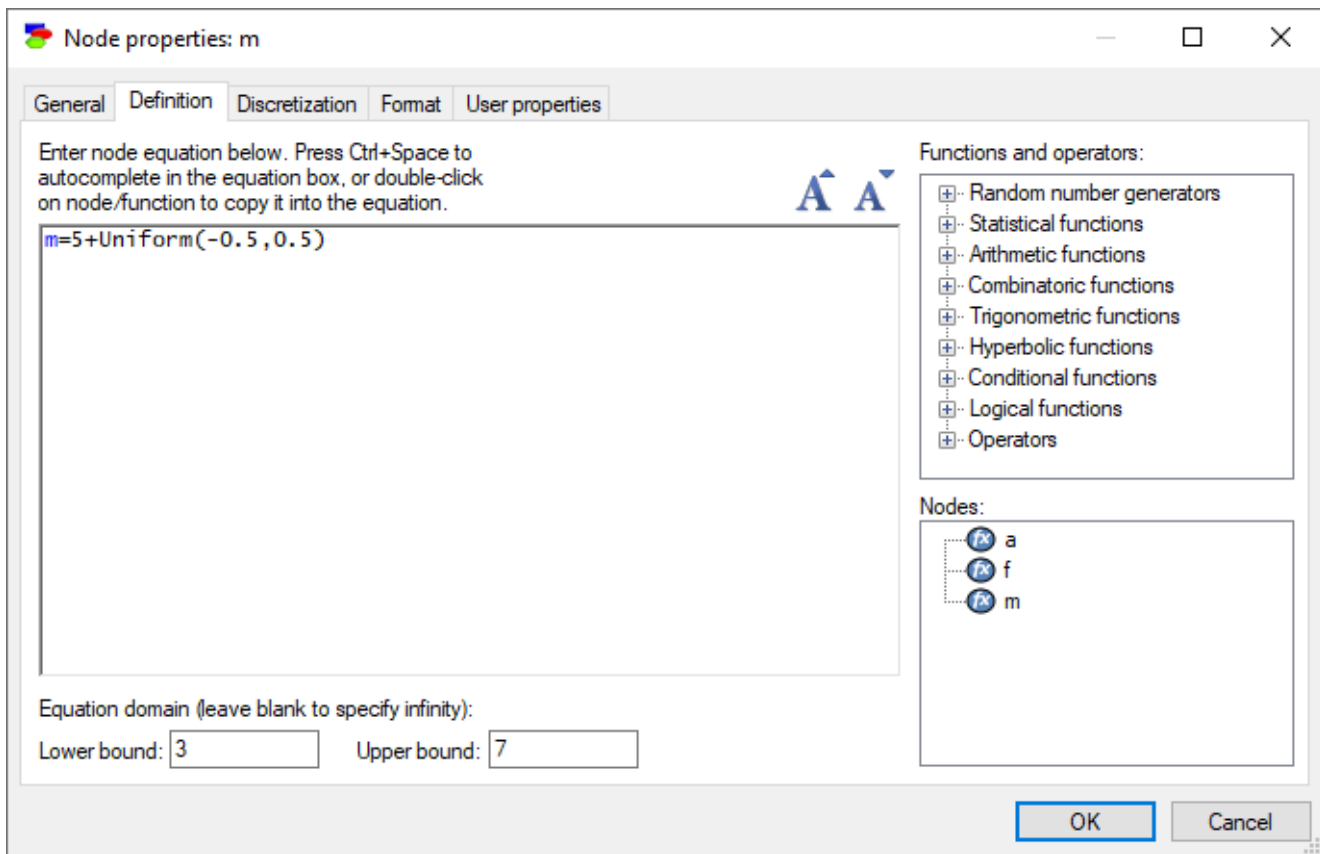 Node properties: m
General Definition Discretization Format User properties
Enter node equation below. Press Ctrl+Space to
autocomplete in the equation box, or double-click
on node/function to copy it into the equation.
A A
m=5+Uniform(-0.5,0.5)
Equation domain (leave blank to specify infinity):
Lower bound: 3 Upper bound: 7
Functions and operators:
Random number generators
Statistical functions
Arithmetic functions
Combinatoric functions
Trigonometric functions
Hyperbolic functions
Conditional functions
Logical functions
Operators
Nodes:
fx a
fx f
fx m
OK Cancel